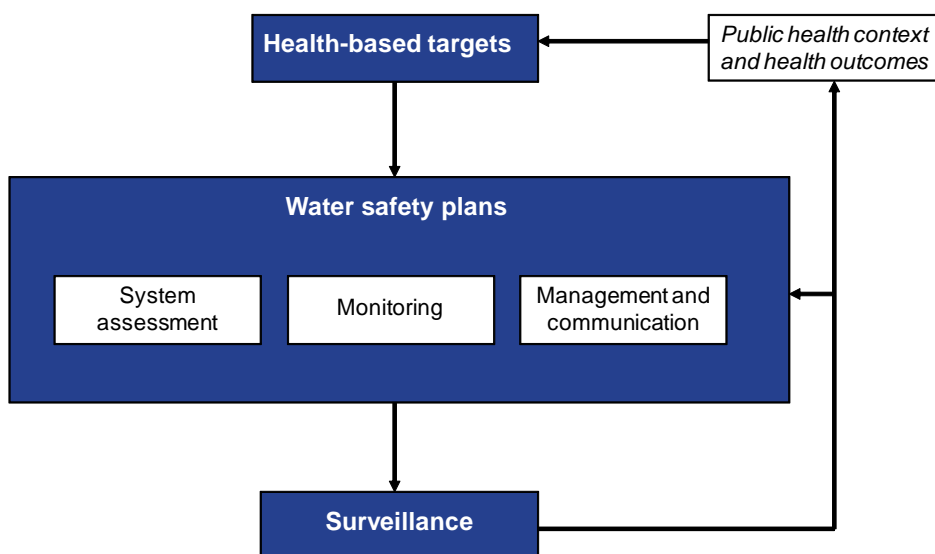 Health-based targets
Public health context
and health outcomes
Water safety plans
System
assessment
Monitoring
Management and
communication
Surveillance